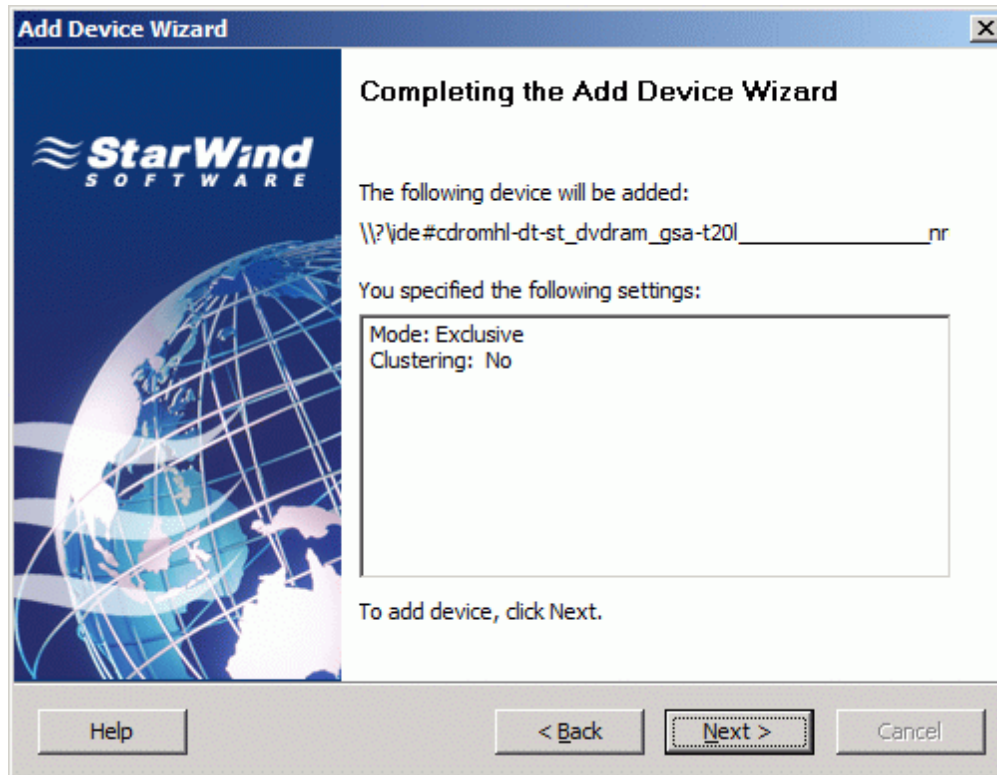 Add Device Wizard
StarWind
SOFTWARE
Completing the Add Device Wizard
The following device will be added:
\\?\ide#cdromhl-dt-st_dvdram_gsa-t20l___________________nr
You specified the following settings:
Mode: Exclusive
Clustering:  No
To add device, click Next.
Help
< Back
Next >
Cancel